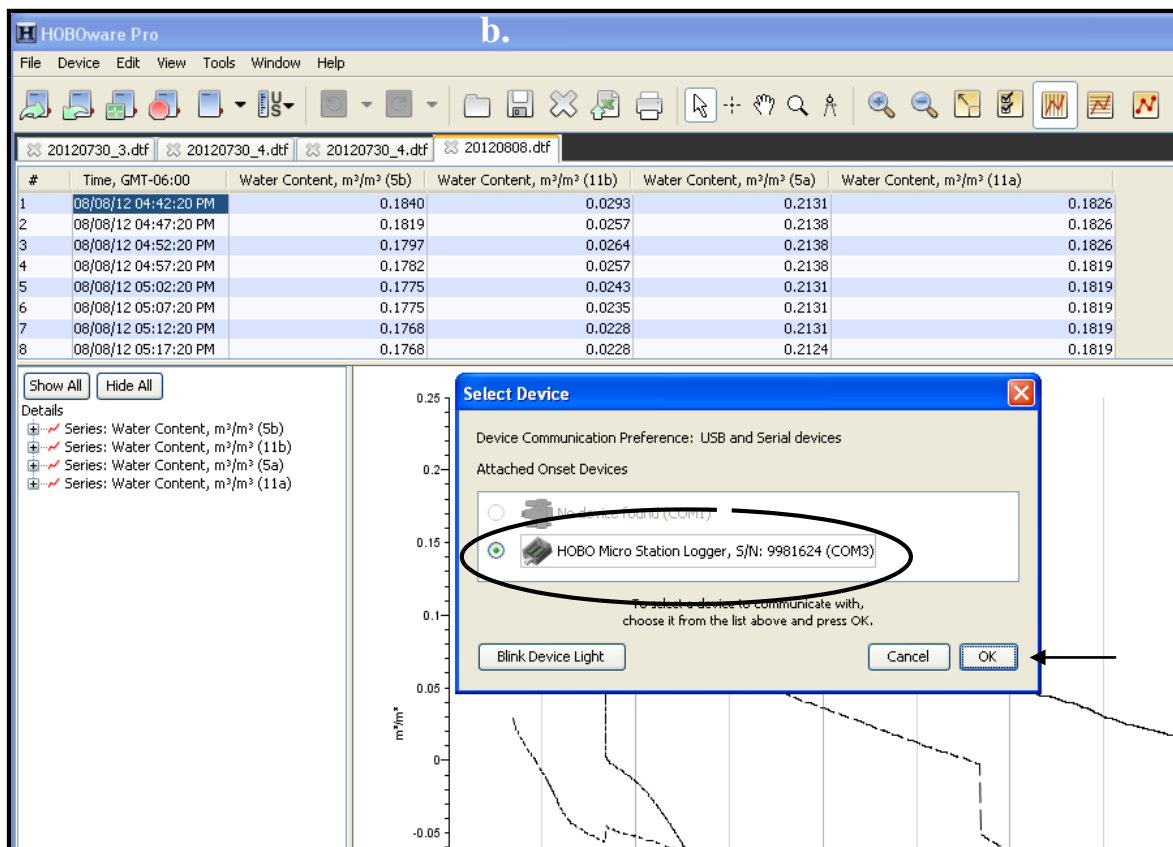 b.
HOBOware Pro
File Device Edit View Tools Window Help
20120730_3.dtf 20120730_4.dtf 20120730_4.dtf 20120808.dtf
# Time, GMT-06:00 Water Content, m³/m³ (5b) Water Content, m³/m³ (11b) Water Content, m³/m³ (5a) Water Content, m³/m³ (11a)
1 08/08/12 04:42:20 PM 0.1840 0.0293 0.2131 0.1826
2 08/08/12 04:47:20 PM 0.1819 0.0257 0.2138 0.1826
3 08/08/12 04:52:20 PM 0.1797 0.0264 0.2138 0.1826
4 08/08/12 04:57:20 PM 0.1782 0.0257 0.2138 0.1819
5 08/08/12 05:02:20 PM 0.1775 0.0243 0.2131 0.1819
6 08/08/12 05:07:20 PM 0.1775 0.0235 0.2131 0.1819
7 08/08/12 05:12:20 PM 0.1768 0.0228 0.2131 0.1819
8 08/08/12 05:17:20 PM 0.1768 0.0228 0.2124 0.1819
Show All Hide All
Details
Series: Water Content, m³/m³ (5b)
Series: Water Content, m³/m³ (11b)
Series: Water Content, m³/m³ (5a)
Series: Water Content, m³/m³ (11a)
Select Device
Device Communication Preference: USB and Serial devices
Attached Onset Devices
No device found (COM1)
HOBO Micro Station Logger, S/N: 9981624 (COM3)
To select a device to communicate with,
choose it from the list above and press OK.
Blink Device Light Cancel OK
0.25
0.2
0.15
0.1
0.05
0
-0.05
m³/m³